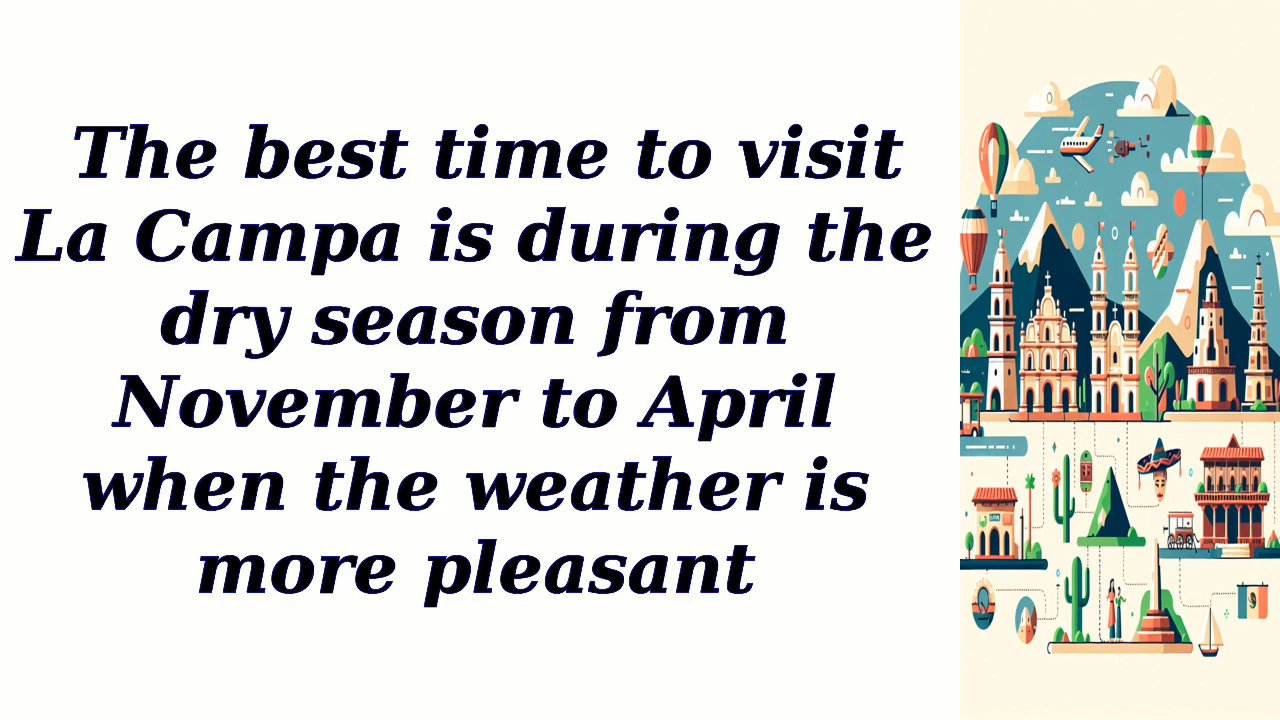 The best time to visit
La Campa is during the
dry season from
November to April
when the weather is
more pleasant